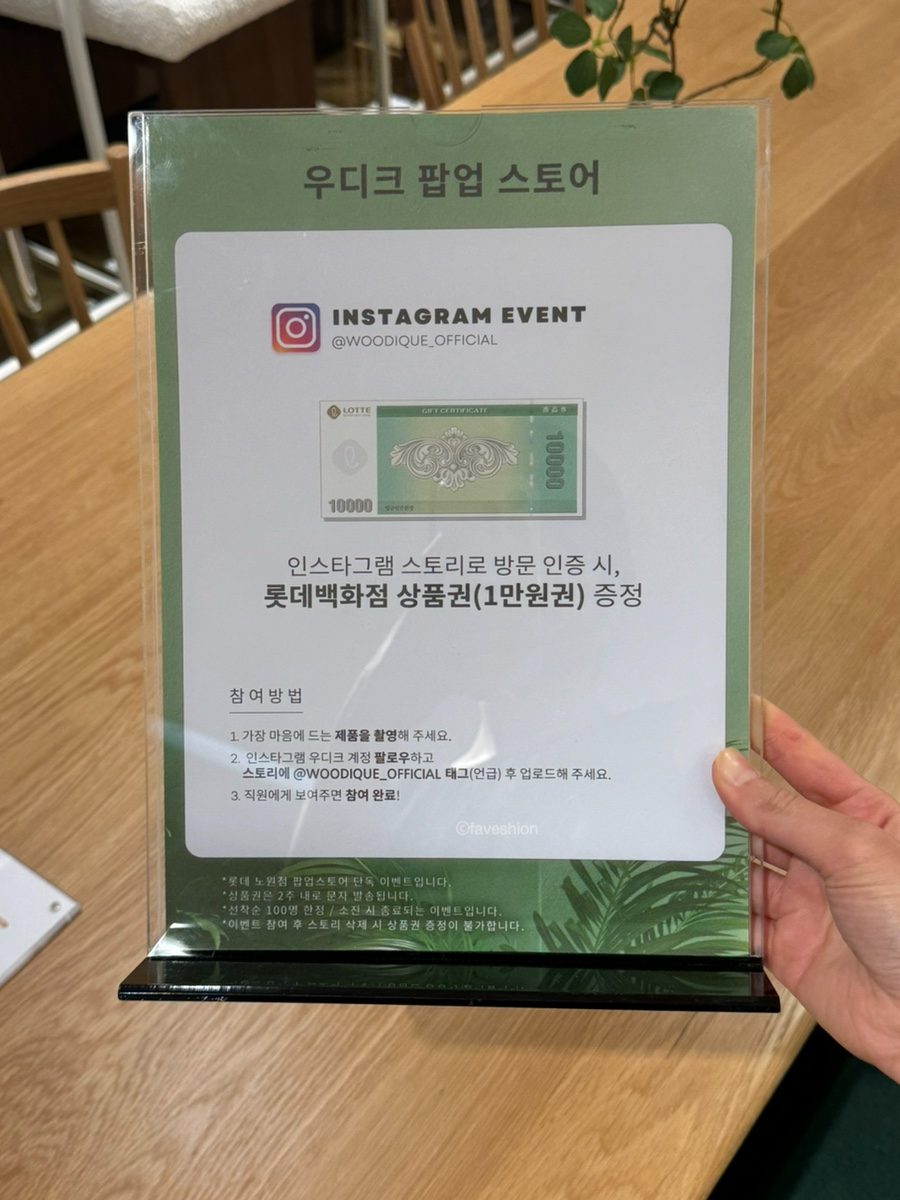 우디크 팝업 스토어
INSTAGRAM EVENT
@WOODIQUE_OFFICIAL
LOTTE
GIFT CERTIFICATE
10000
10000
인스타그램 스토리로 방문 인증 시,
롯데백화점 상품권(1만원권) 증정
참여방법
1. 가장 마음에 드는 제품을 촬영해 주세요.
2. 인스타그램 우디크 계정 팔로우하고
스토리에 @WOODIQUE_OFFICIAL 태그(언급) 후 업로드해 주세요.
3. 직원에게 보여주면 참여 완료!
©faveshion
*롯데 노원점 팝업스토어 단독 이벤트입니다.
*상품권은 2주 내로 문자 발송됩니다.
*선착순 100명 한정 / 소진 시 종료되는 이벤트입니다.
*이벤트 참여 후 스토리 삭제 시 상품권 증정이 불가합니다.